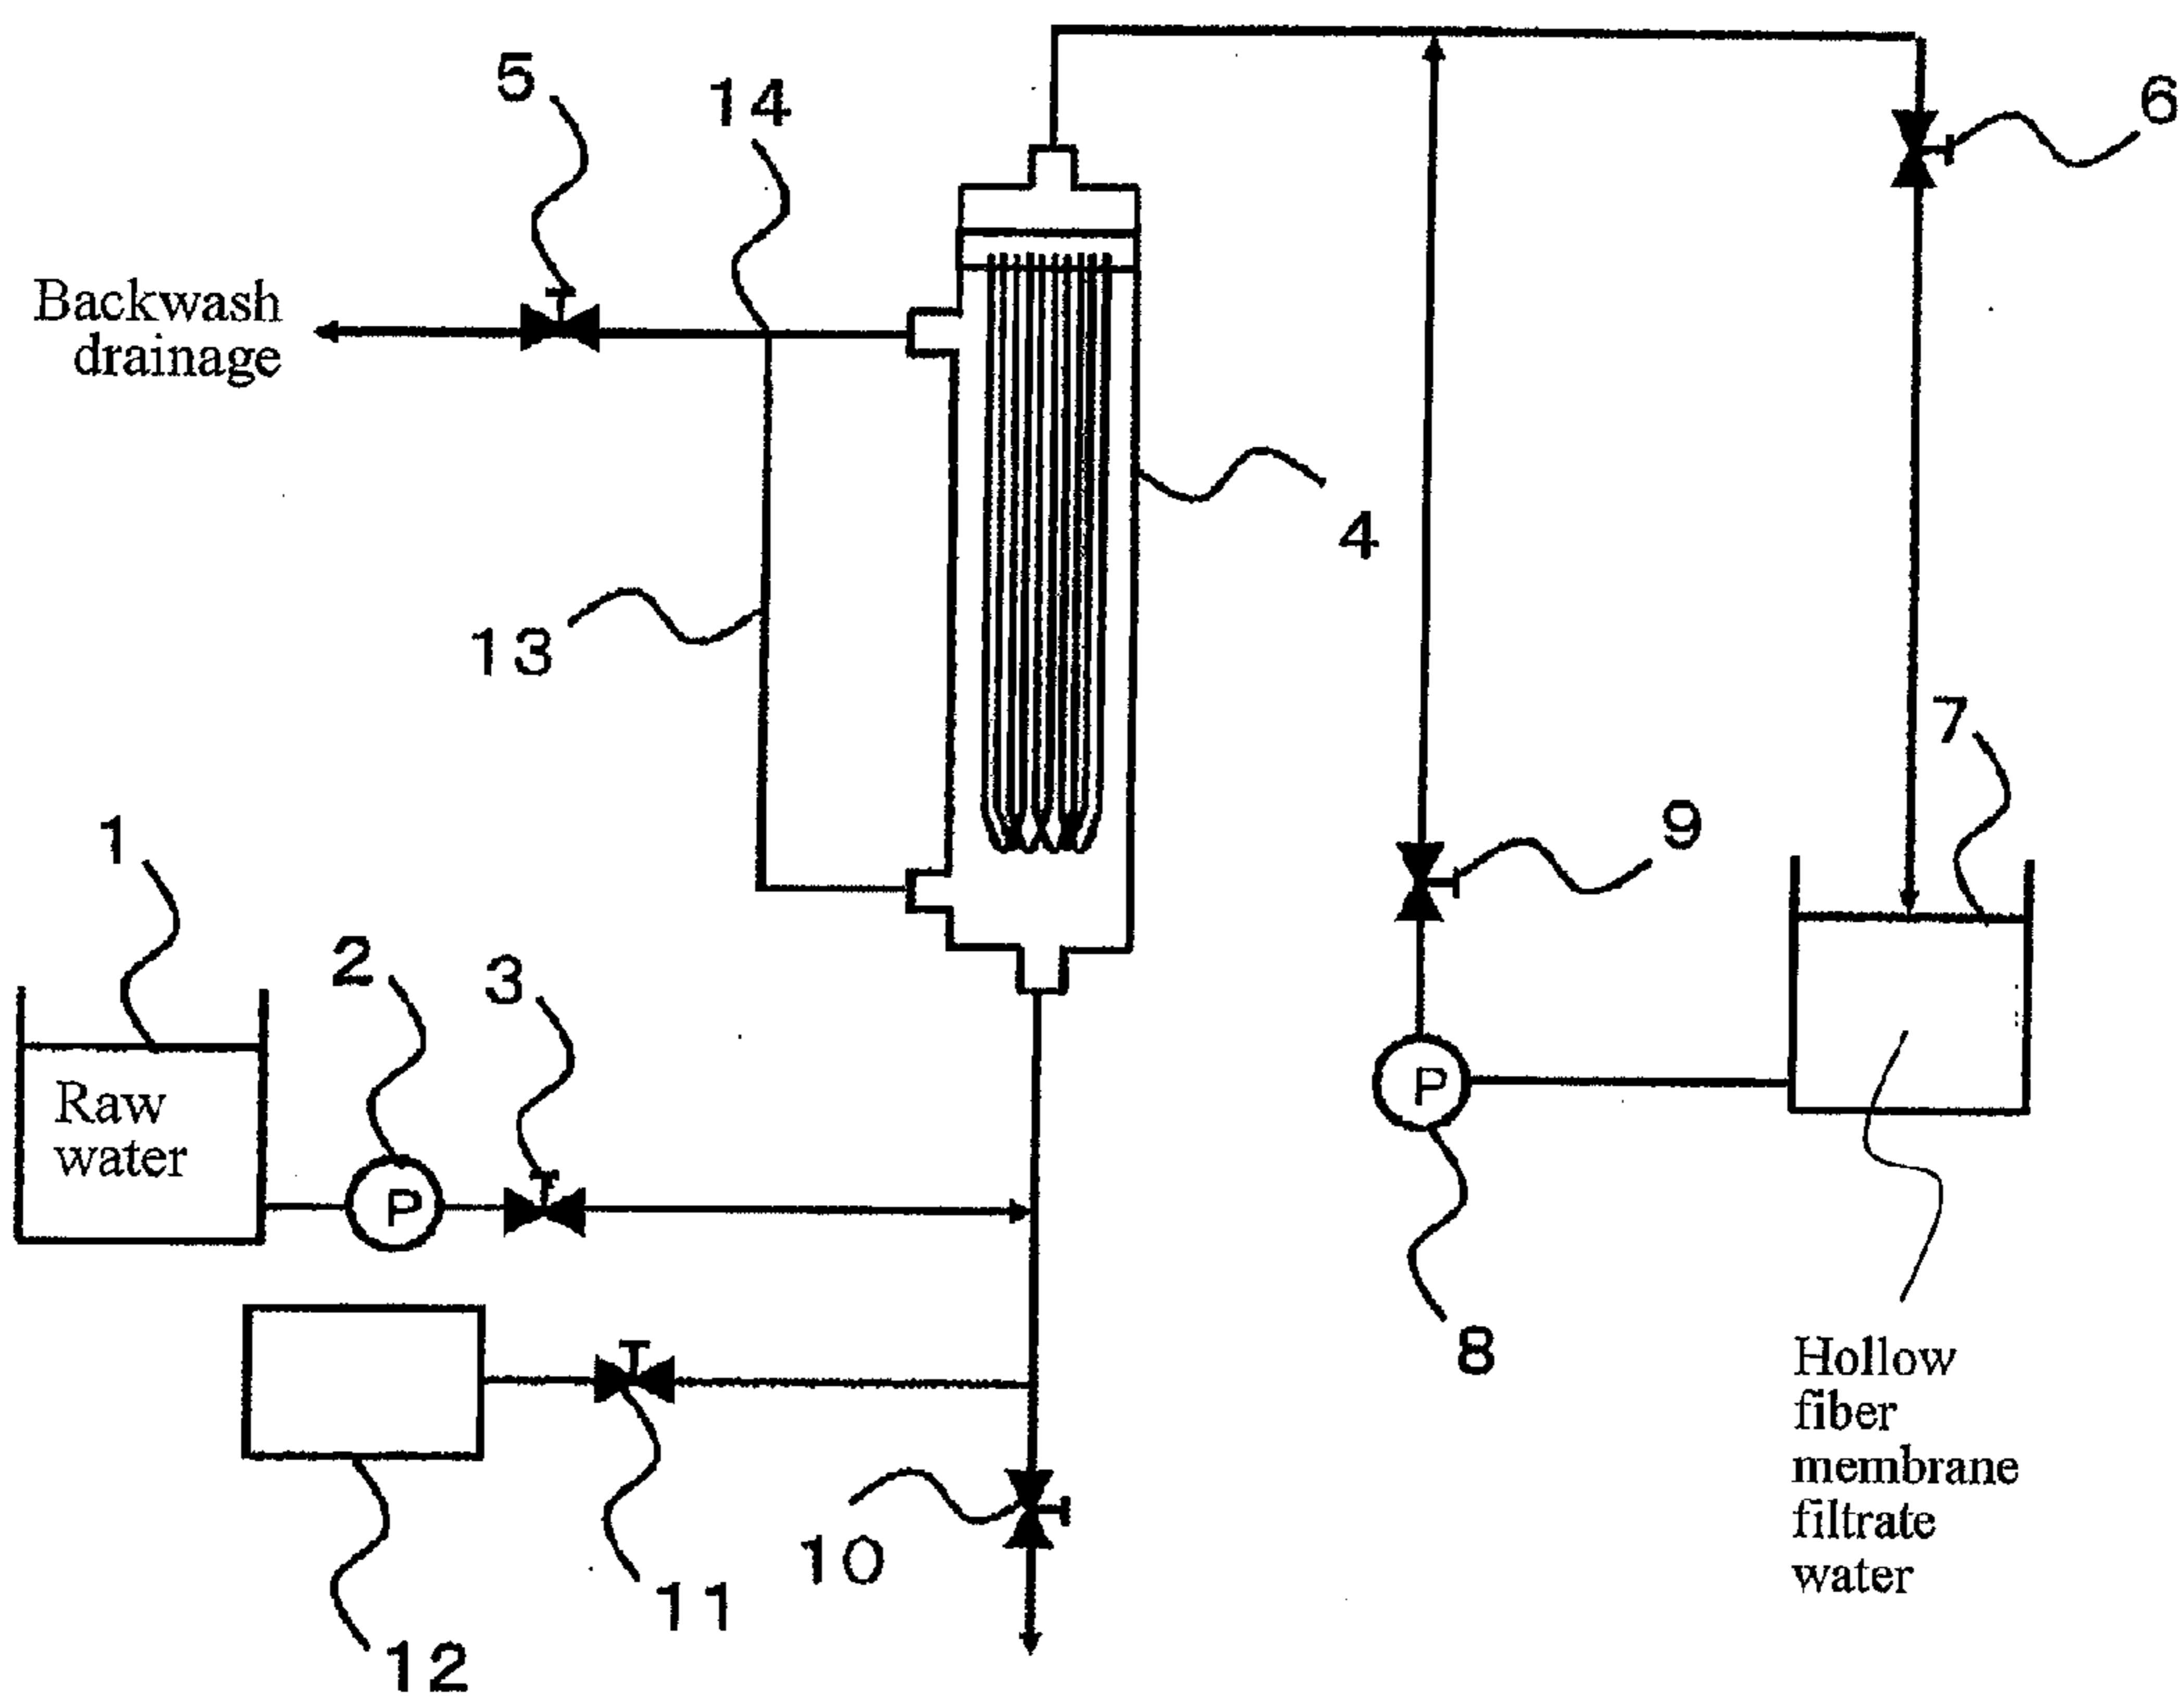 5
14
6
Backwash
drainage
4
13
7
1
9
2
3
Raw
water
P
P
8
Hollow
fiber
membrane
filtrate
water
10
11
12